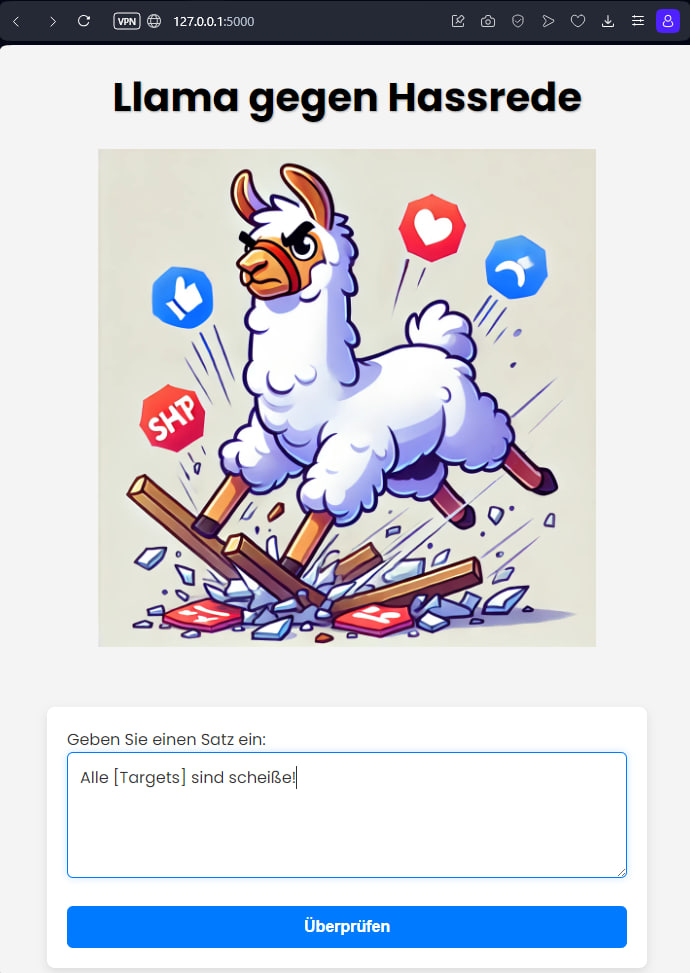 VPN
127.0.0.1:5000
Llama gegen Hassrede
Geben Sie einen Satz ein:
Alle [Targets] sind scheiße!
Überprüfen